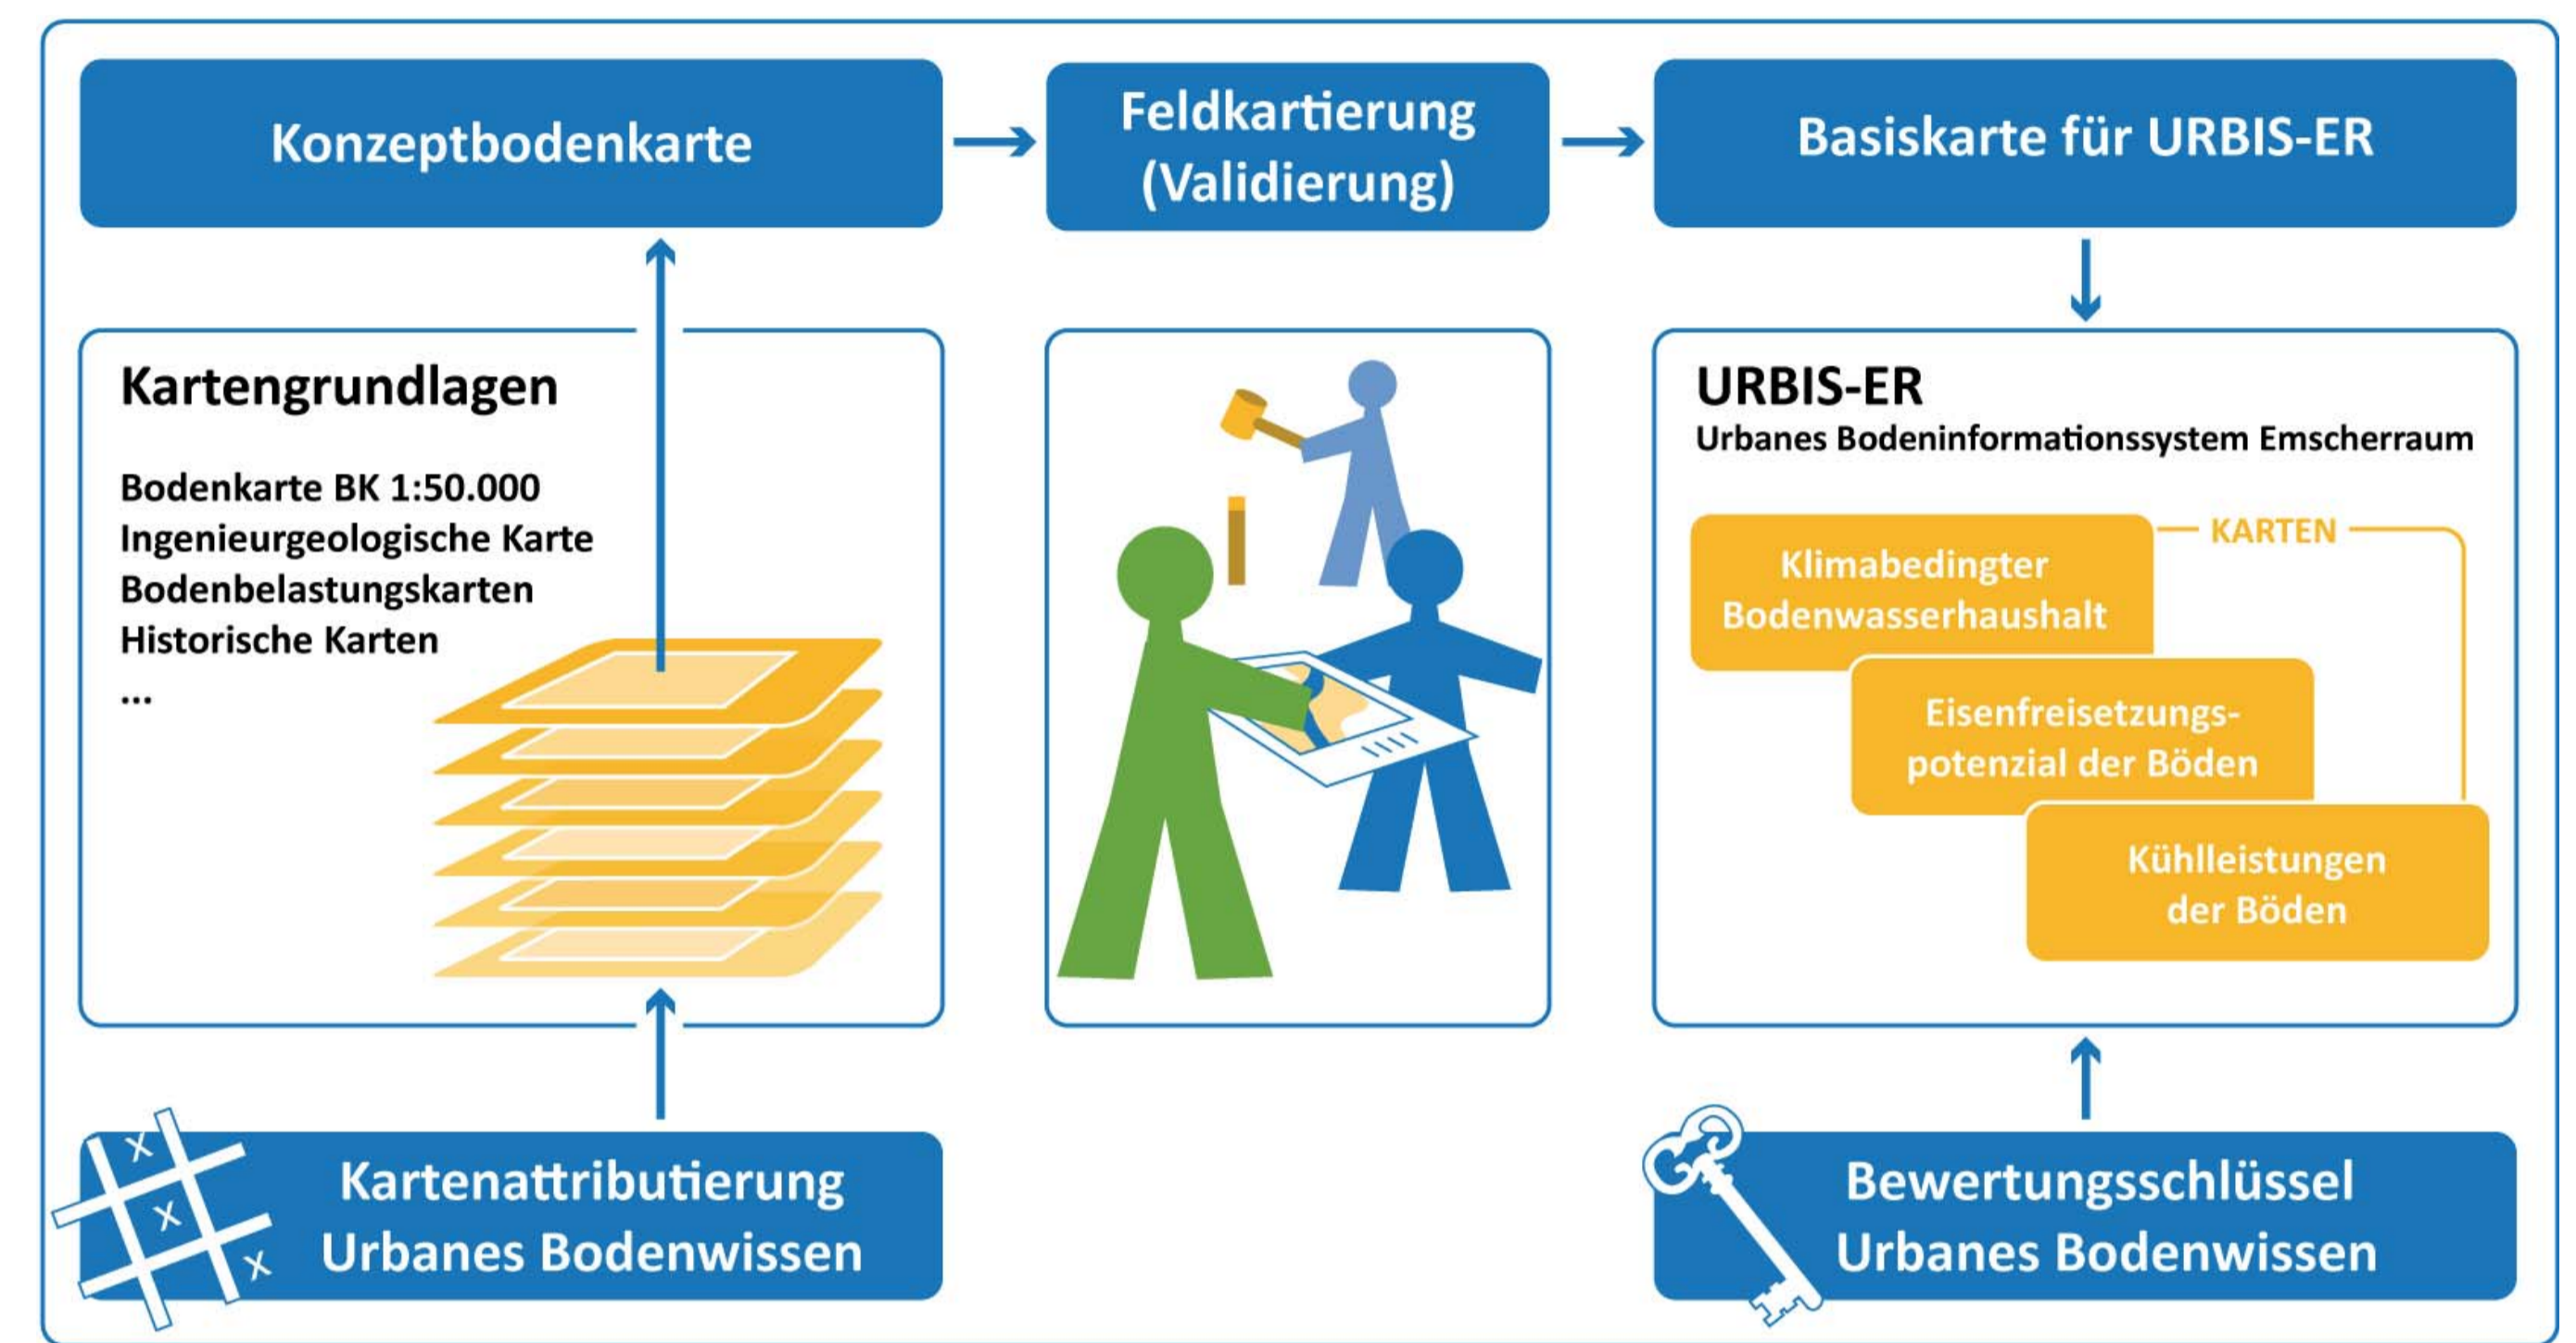 Konzeptbodenkarte
Feldkartierung
(Validierung)
Basiskarte für URBIS-ER
Kartengrundlagen
Bodenkarte BK 1:50.000
Ingenieurgeologische Karte
Bodenbelastungskarten
Historische Karten
...
URBIS-ER
Urbanes Bodeninformationssystem Emscherraum
KARTEN
Klimabedingter
Bodenwasserhaushalt
Eisenfreisetzungs-
potenzial der Böden
Kühlleistungen
der Böden
X
X
X
Kartenattributierung
Urbanes Bodenwissen
Bewertungsschlüssel
Urbanes Bodenwissen